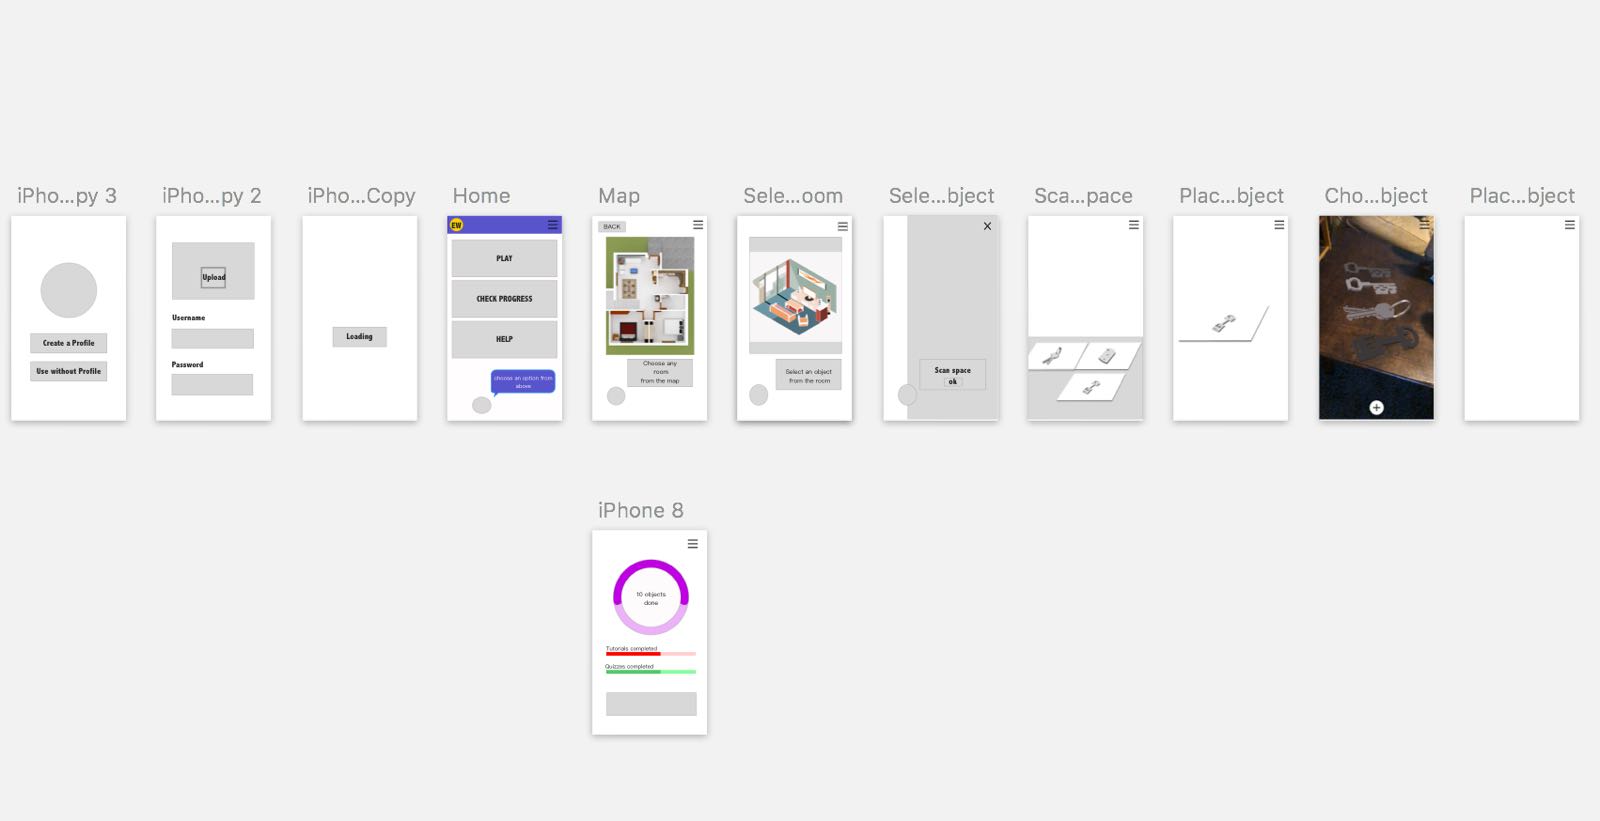 iPho...py 3
iPho...py 2
iPho...Copy
Home
Map
Sele...oom
Sele...bject
Sca...pace
Plac...bject
Cho...bject
Plac...bject
Create a Profile
Use without Profile
Upload
Username
Password
Loading
EW
PLAY
CHECK PROGRESS
HELP
choose an option from
above
BACK
Choose any
room
from the map
Select an object
from the room
Scan space
ok
iPhone 8
10 objects
done
Tutorials completed
Quizzes completed